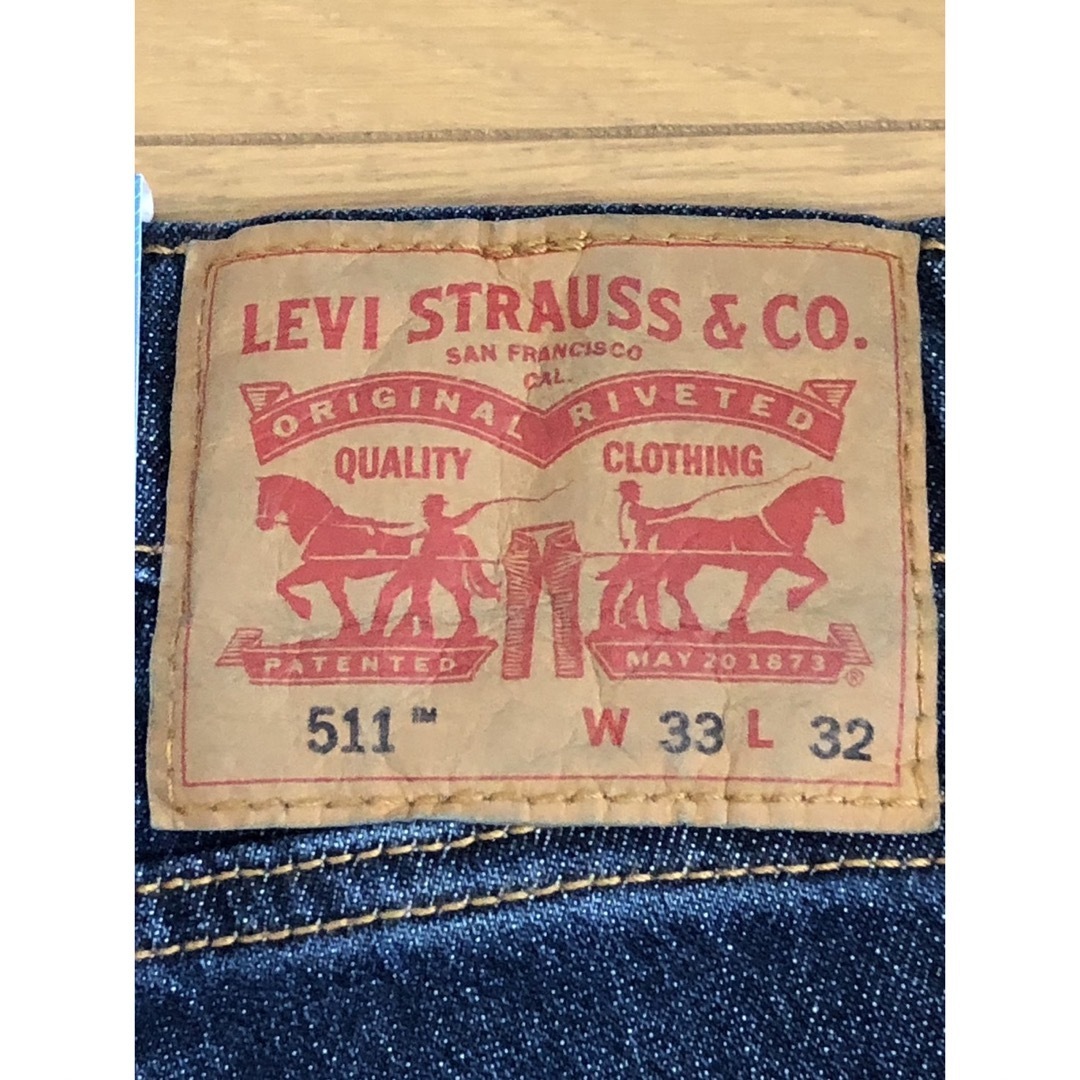 LEVI STRAUSS & CO.
SAN FRANCISCO
CAL.
ORIGINAL RIVETED
QUALITY CLOTHING
PATENTED MAY 20 1873 ®
511™ W 33 L 32